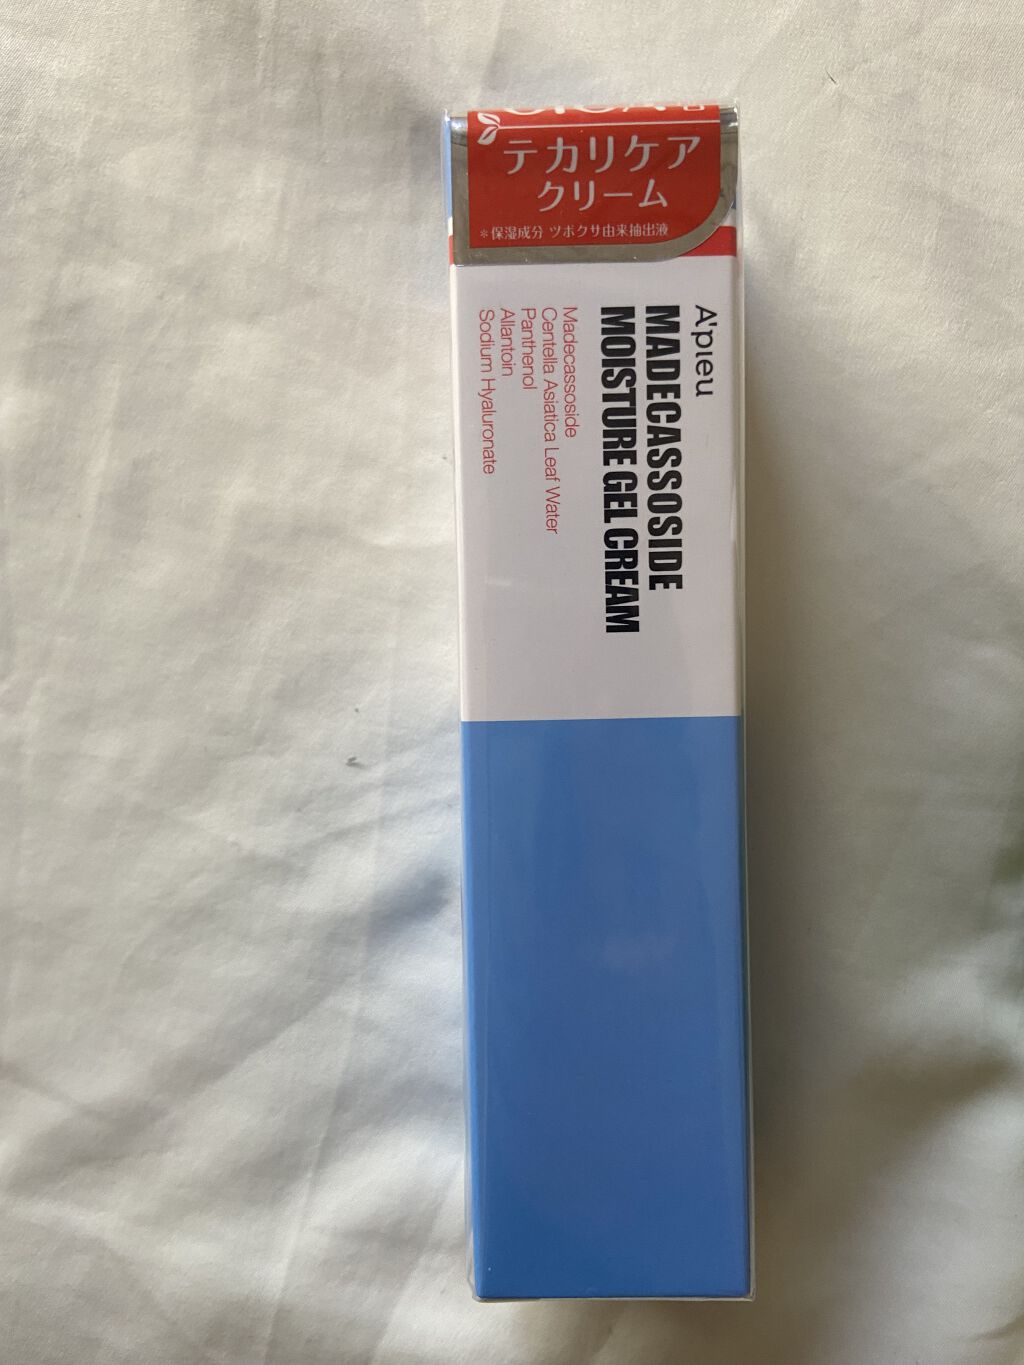 テカリケア
クリーム
*保湿成分 ツボクサ由来抽出液
A'pieu
MADECASSOSIDE
MOISTURE GEL CREAM
Madecassoside
Centella Asiatica Leaf Water
Panthenol
Allantoin
Sodium Hyaluronate